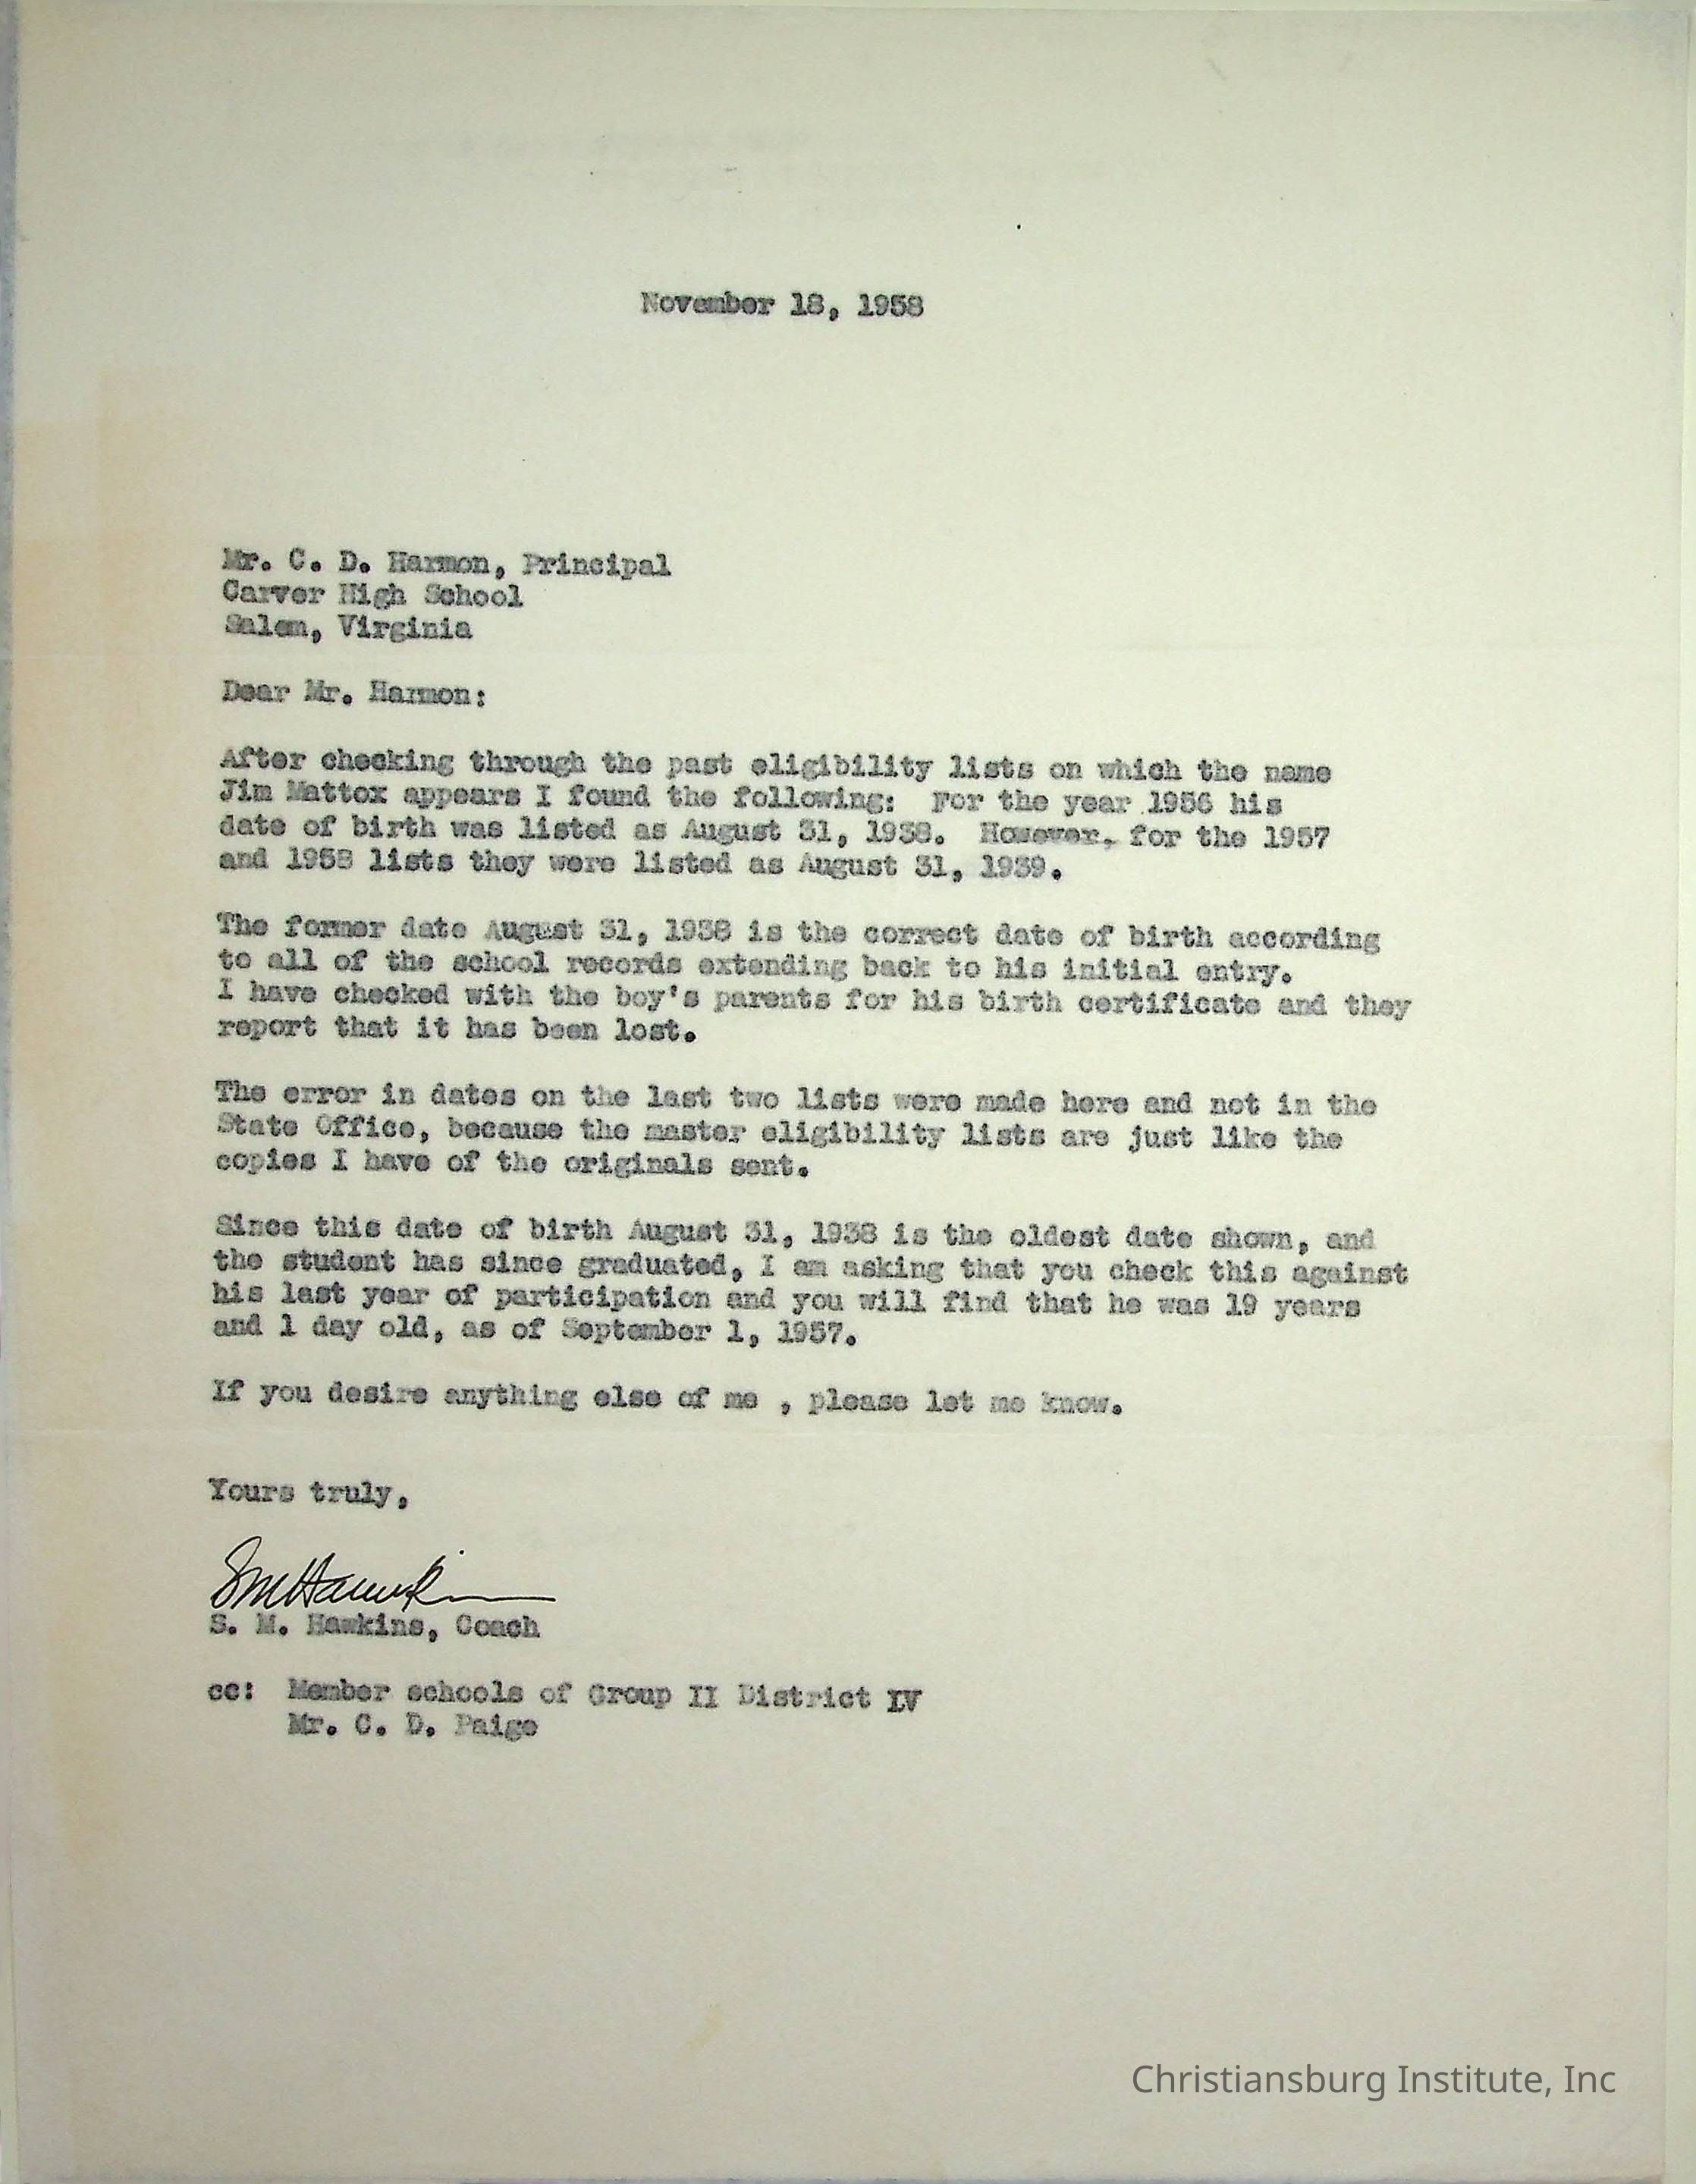 November 18, 1958
Mr. C. D. Harmon, Principal
Carver High School
Salem, Virginia
Dear Mr. Harmon:
After checking through the past eligibility lists on which the name
Jim Mattox appears I found the following: For the year 1956 his
date of birth was listed as August 31, 1938. However, for the 1957
and 1958 lists they were listed as August 31, 1939.
The former date August 31, 1938 is the correct date of birth according
to all of the school records extending back to his initial entry.
I have checked with the boy's parents for his birth certificate and they
report that it has been lost.
The error in dates on the last two lists were made here and not in the
State Office, because the master eligibility lists are just like the
copies I have of the originals sent.
Since this date of birth August 31, 1938 is the oldest date shown, and
the student has since graduated, I am asking that you check this against
his last year of participation and you will find that he was 19 years
and 1 day old, as of September 1, 1957.
If you desire anything else of me , please let me know.
Yours truly,
SMHawkins
S. M. Hawkins, Coach
cc: Member schools of Group II District IV
Mr. C. D. Paige
Christiansburg Institute, Inc